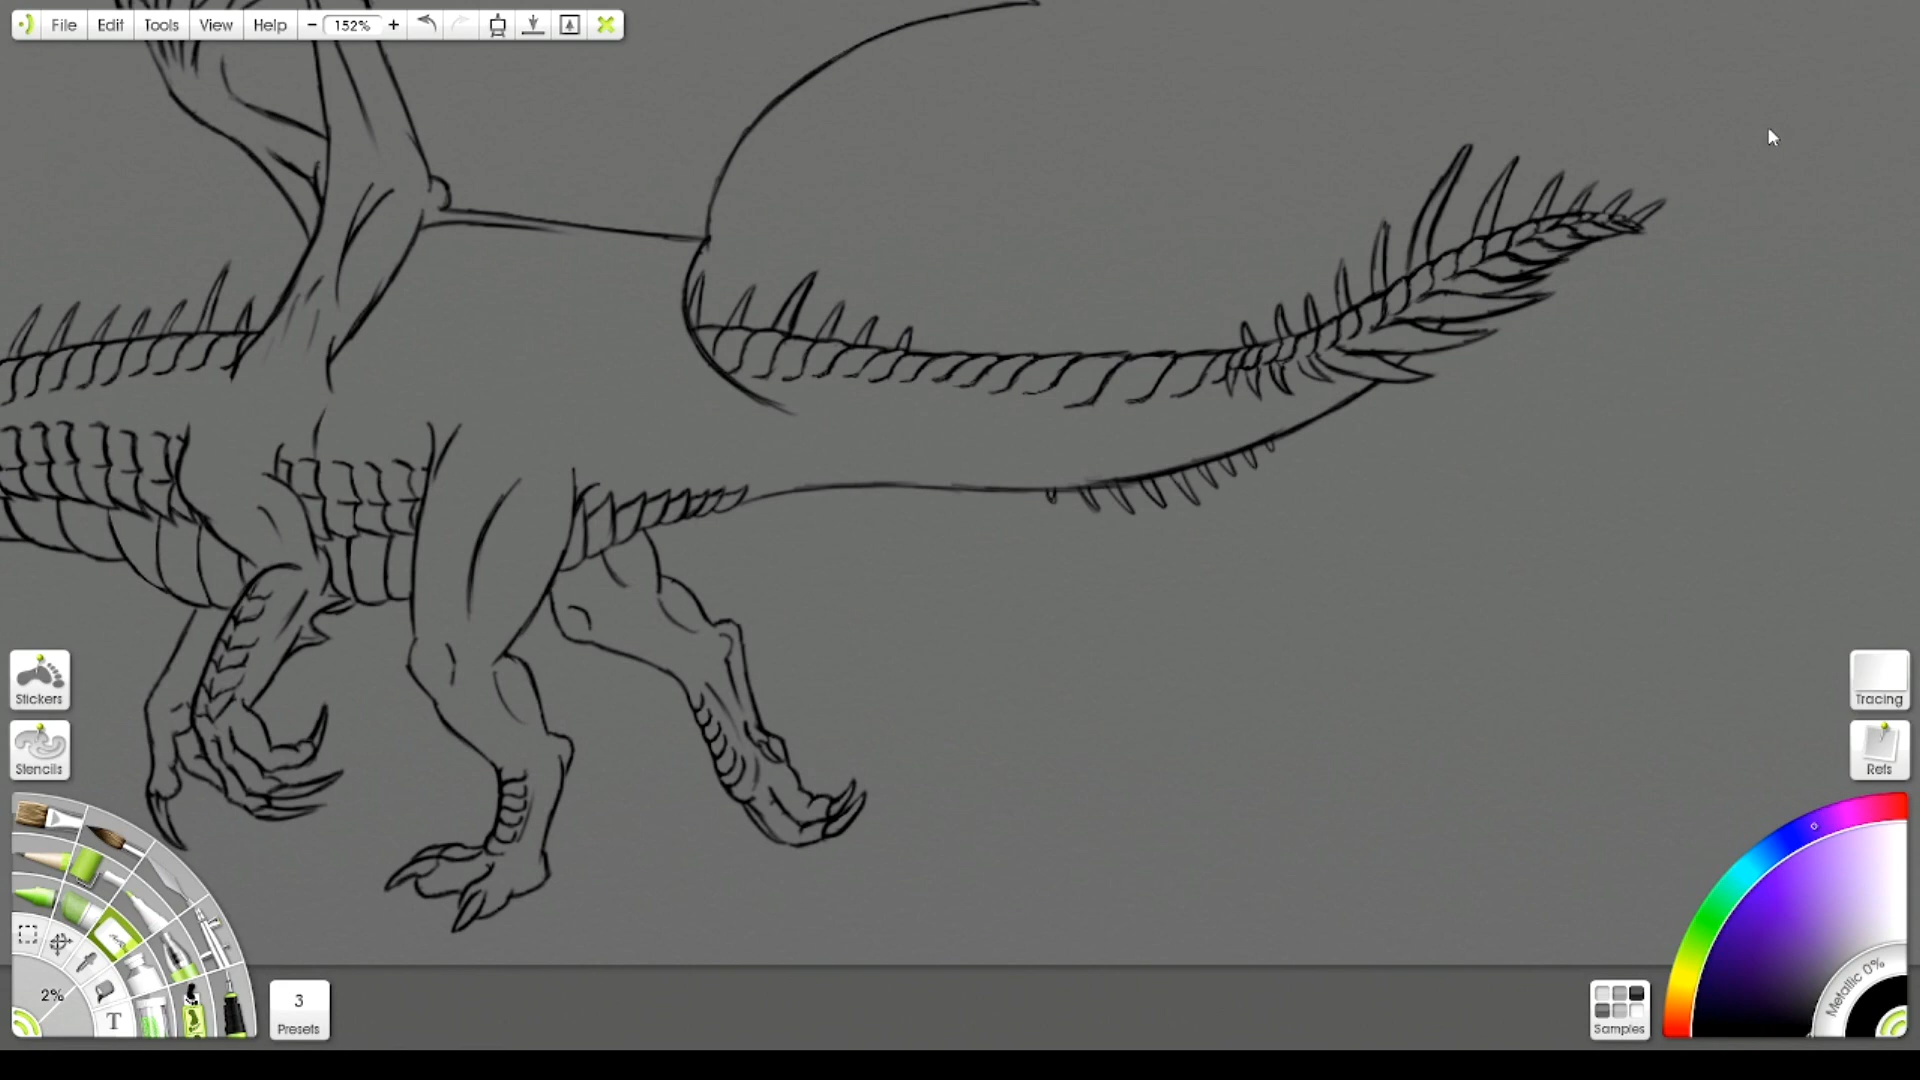 File Edit Tools View Help − 152% +
Stickers
Stencils
Tracing
Refs
2%
T
3
Presets
Metallic 0%
Samples